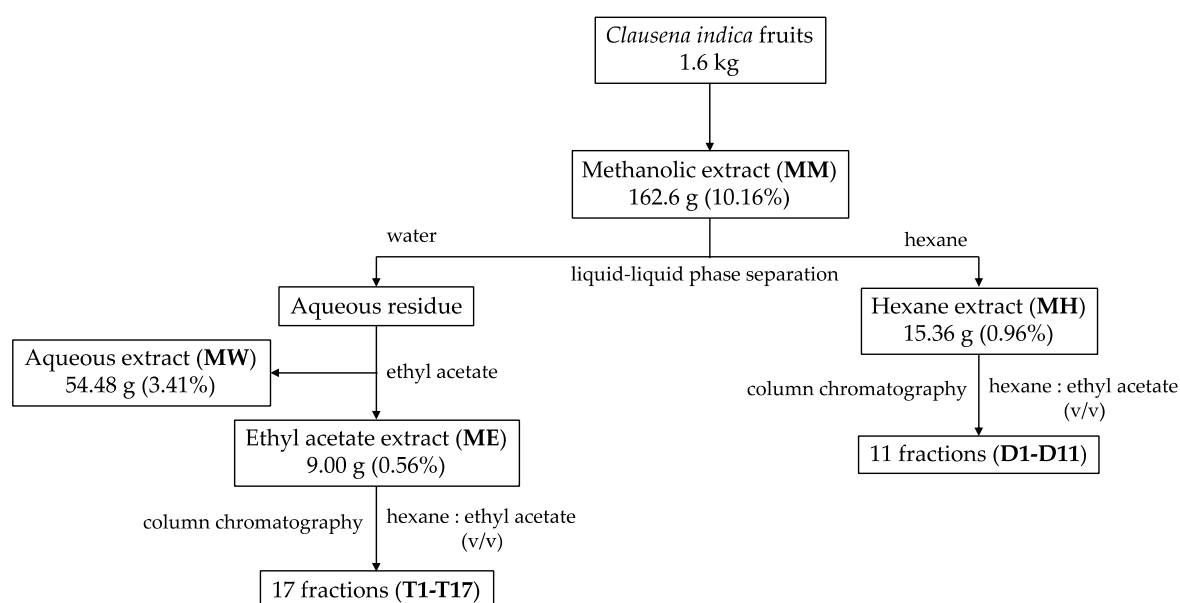 Clausena indica fruits
1.6 kg
Methanolic extract (MM)
162.6 g (10.16%)
water
hexane
liquid-liquid phase separation
Aqueous residue
Hexane extract (MH)
15.36 g (0.96%)
Aqueous extract (MW)
54.48 g (3.41%)
ethyl acetate
column chromatography
hexane : ethyl acetate
(v/v)
Ethyl acetate extract (ME)
9.00 g (0.56%)
11 fractions (D1-D11)
column chromatography
hexane : ethyl acetate
(v/v)
17 fractions (T1-T17)